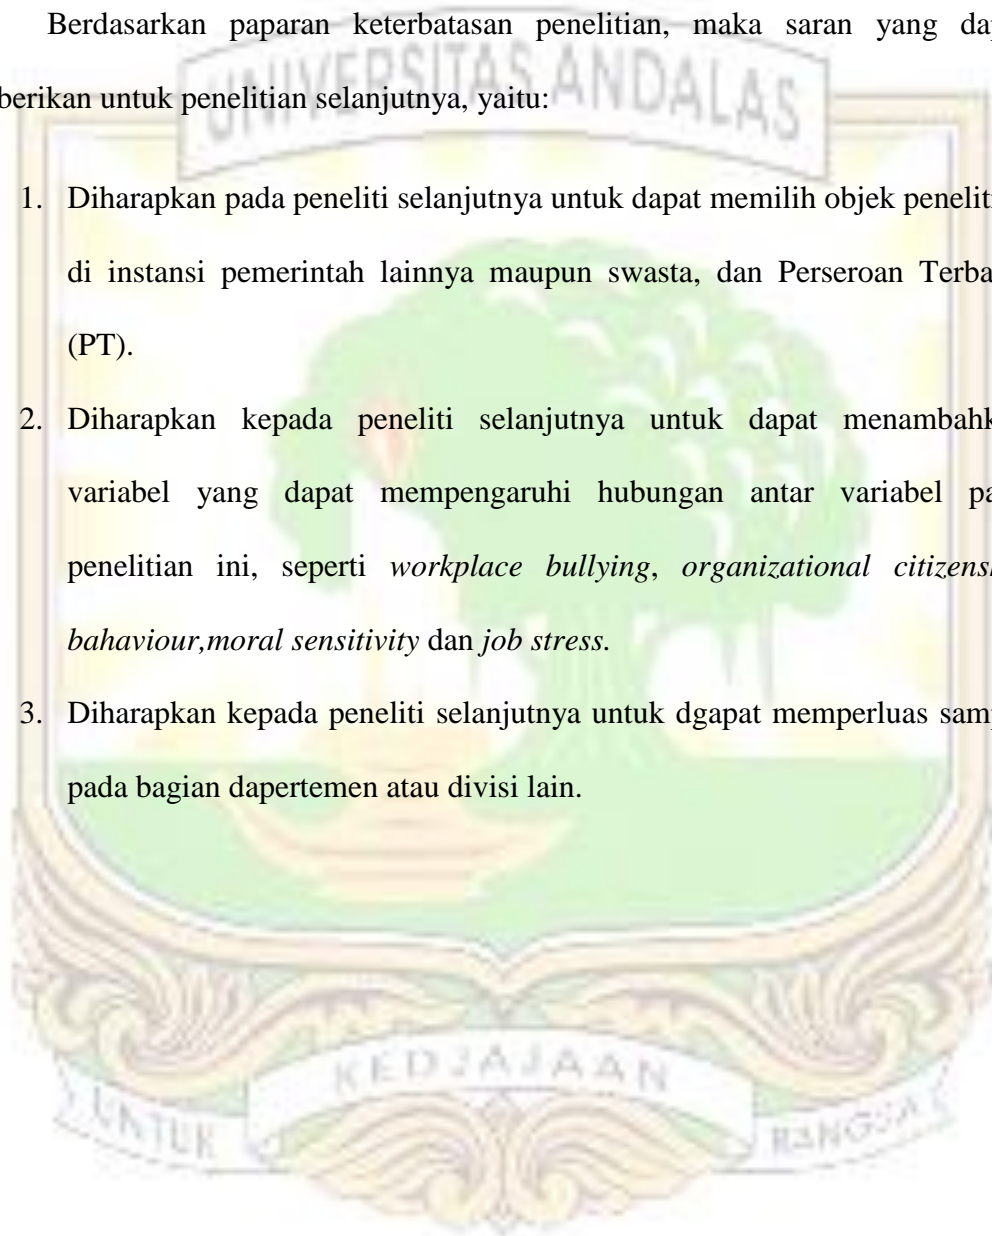 Berdasarkan paparan keterbatasan penelitian, maka saran yang dap
berikan untuk penelitian selanjutnya, yaitu:
UNIVERSITAS ANDALAS
1. Diharapkan pada peneliti selanjutnya untuk dapat memilih objek peneliti
di instansi pemerintah lainnya maupun swasta, dan Perseroan Terba
(PT).
2. Diharapkan kepada peneliti selanjutnya untuk dapat menambahk
variabel yang dapat mempengaruhi hubungan antar variabel pa
penelitian ini, seperti workplace bullying, organizational citizensh
bahaviour,moral sensitivity dan job stress.
3. Diharapkan kepada peneliti selanjutnya untuk dgapat memperluas samp
pada bagian dapertemen atau divisi lain.
UNTUK KEDJAJAAN BANGSA